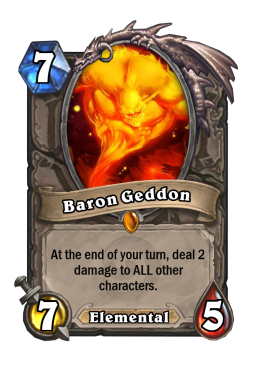 7
Baron Geddon
At the end of your turn, deal 2
damage to ALL other
characters.
7
Elemental
5